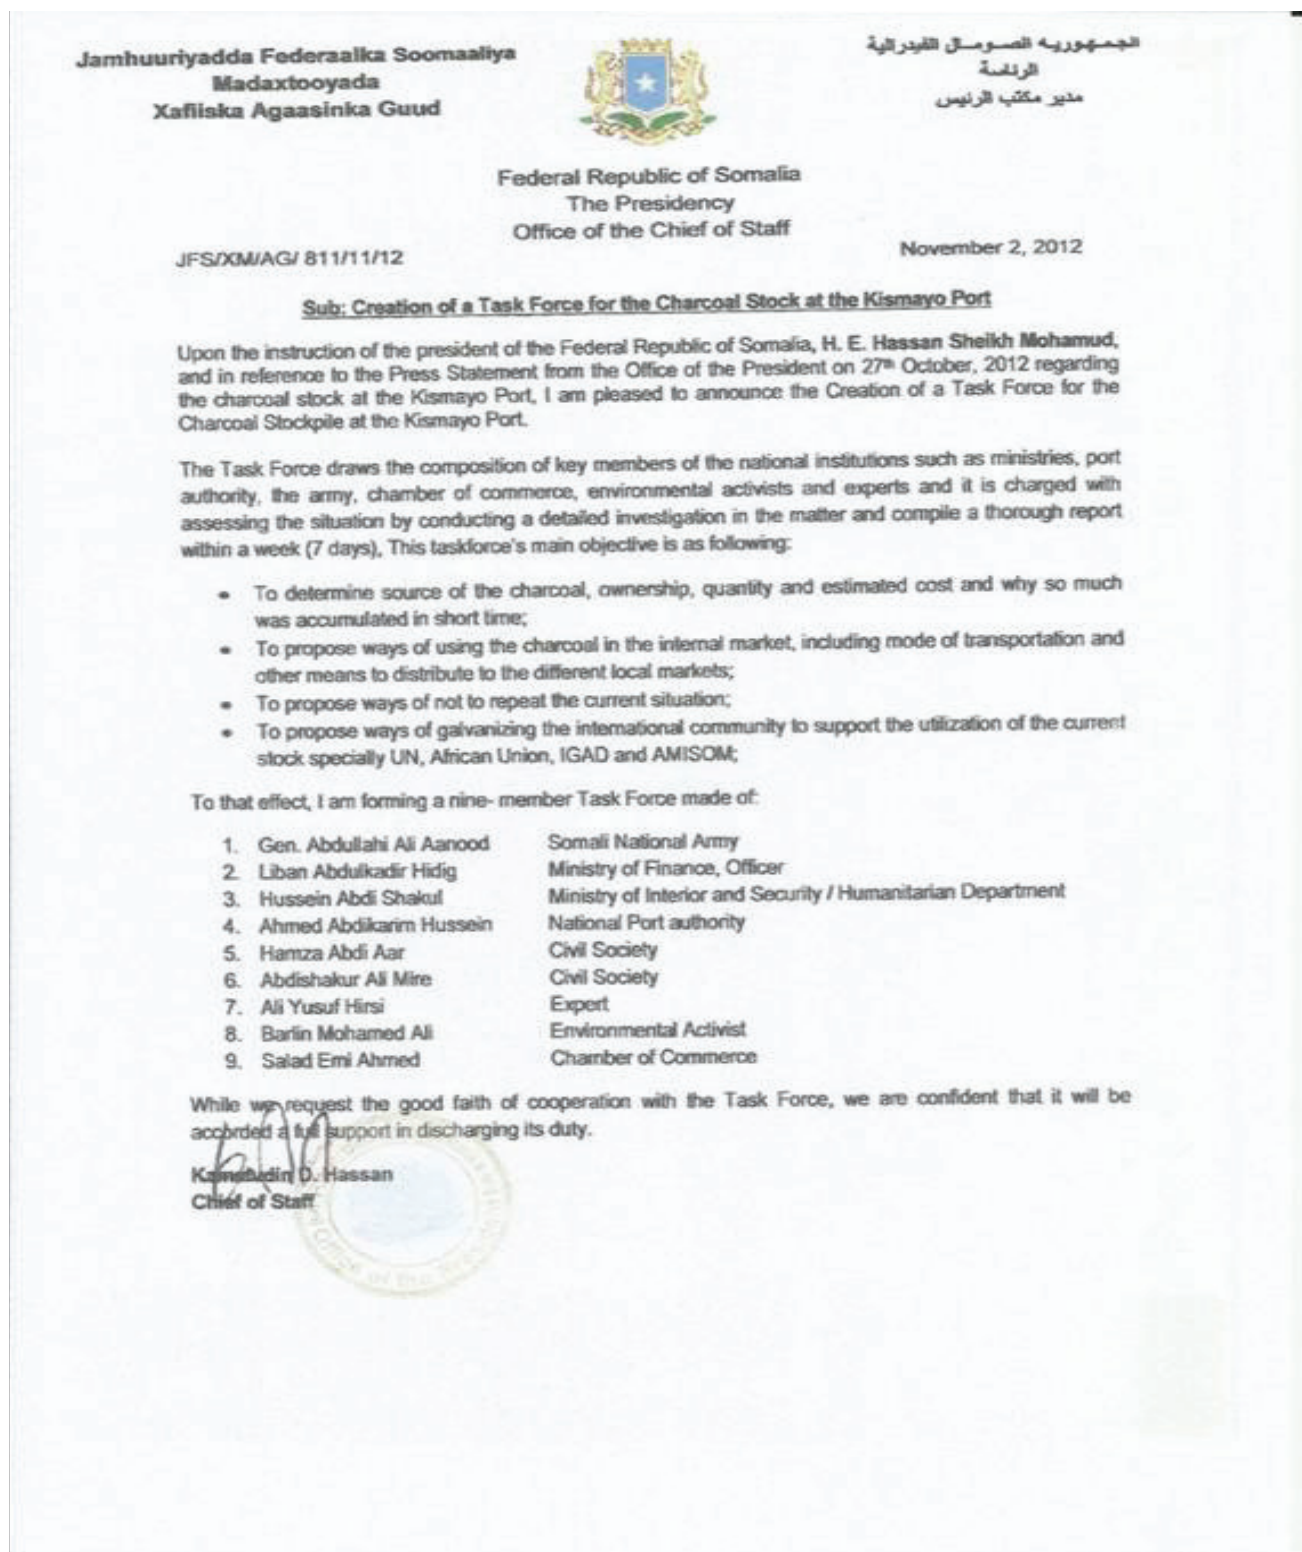 Jamhuuriyadda Federaalka Soomaaliya
Madaxtooyada
Xafiiska Agaasinka Guud
الجمهورية الصومال الفيدرالية
الرئاسة
مدير مكتب الرئيس
Federal Republic of Somalia
The Presidency
Office of the Chief of Staff
JFS/XM/AG/ 811/11/12
November 2, 2012
Sub: Creation of a Task Force for the Charcoal Stock at the Kismayo Port
Upon the instruction of the president of the Federal Republic of Somalia, H. E. Hassan Sheikh Mohamud,
and in reference to the Press Statement from the Office of the President on 27th October, 2012 regarding
the charcoal stock at the Kismayo Port, I am pleased to announce the Creation of a Task Force for the
Charcoal Stockpile at the Kismayo Port.
The Task Force draws the composition of key members of the national institutions such as ministries, port
authority, the army, chamber of commerce, environmental activists and experts and it is charged with
assessing the situation by conducting a detailed investigation in the matter and compile a thorough report
within a week (7 days), This taskforce's main objective is as following:
• To determine source of the charcoal, ownership, quantity and estimated cost and why so much
was accumulated in short time;
• To propose ways of using the charcoal in the internal market, including mode of transportation and
other means to distribute to the different local markets;
• To propose ways of not to repeat the current situation;
• To propose ways of galvanizing the international community to support the utilization of the current
stock specially UN, African Union, IGAD and AMISOM;
To that effect, I am forming a nine- member Task Force made of:
1. Gen. Abdullahi Ali Aanood Somali National Army
2. Liban Abdulkadir Hidig Ministry of Finance, Officer
3. Hussein Abdi Shakul Ministry of Interior and Security / Humanitarian Department
4. Ahmed Abdikarim Hussein National Port authority
5. Hamza Abdi Aar Civil Society
6. Abdishakur Ali Mire Civil Society
7. Ali Yusuf Hirsi Expert
8. Barlin Mohamed Ali Environmental Activist
9. Salad Emi Ahmed Chamber of Commerce
While we request the good faith of cooperation with the Task Force, we are confident that it will be
accorded a full support in discharging its duty.
D. Hassan
Chief of Staff
Office of the